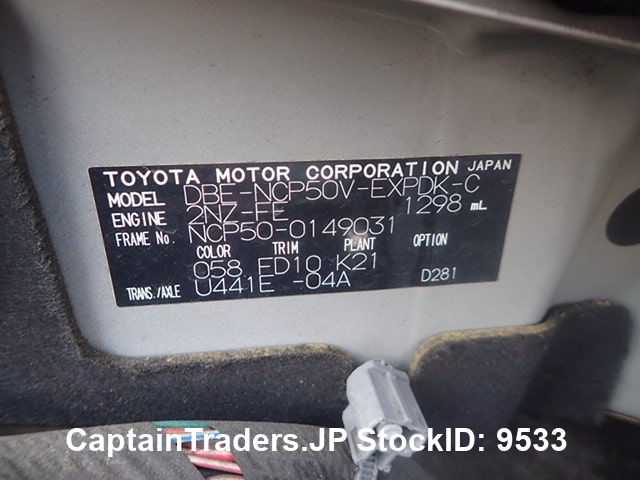 TOYOTA MOTOR CORPORATION JAPAN
MODEL DBE-NCP50V-EXPDK-C
ENGINE 2NZ-FE 1298 mL
FRAME No. NCP50-0149031
COLOR TRIM PLANT OPTION
058 FD10 K21
TRANS./AXLE U441E -04A D281
CaptainTraders.JP StockID: 9533